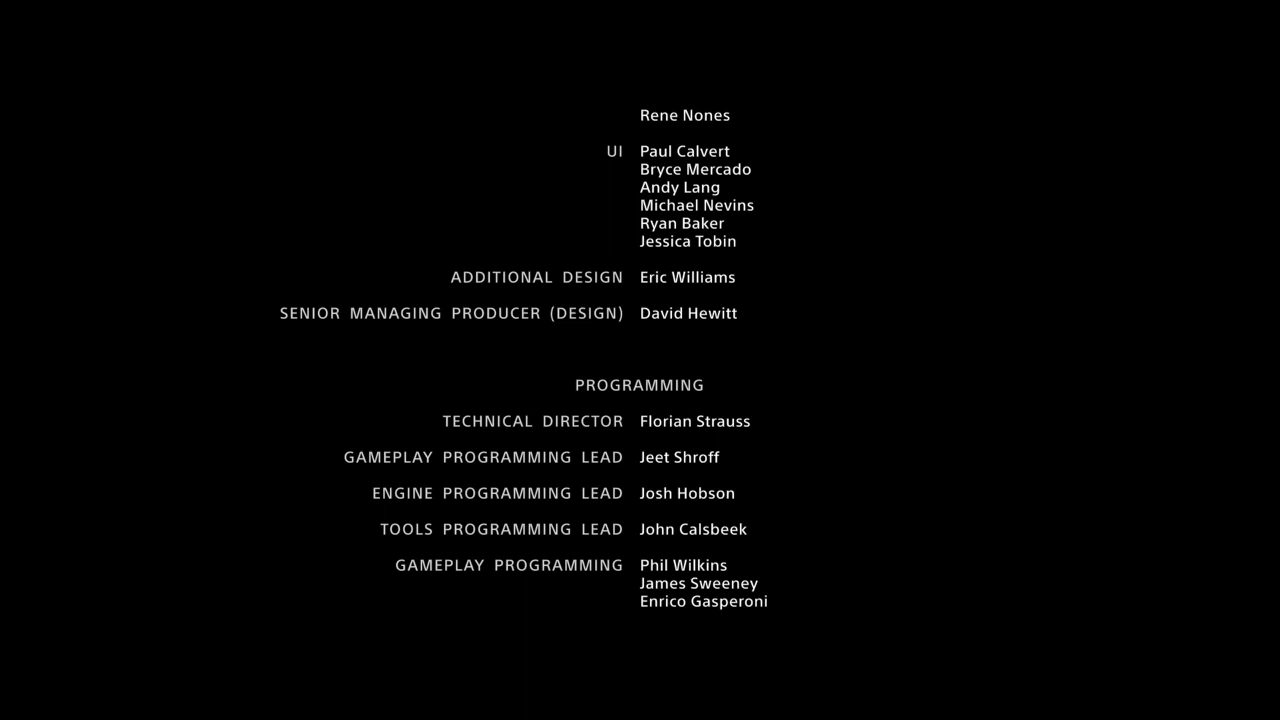 Rene Nones
UI Paul Calvert
Bryce Mercado
Andy Lang
Michael Nevins
Ryan Baker
Jessica Tobin
ADDITIONAL DESIGN Eric Williams
SENIOR MANAGING PRODUCER (DESIGN) David Hewitt
PROGRAMMING
TECHNICAL DIRECTOR Florian Strauss
GAMEPLAY PROGRAMMING LEAD Jeet Shroff
ENGINE PROGRAMMING LEAD Josh Hobson
TOOLS PROGRAMMING LEAD John Calsbeek
GAMEPLAY PROGRAMMING Phil Wilkins
James Sweeney
Enrico Gasperoni